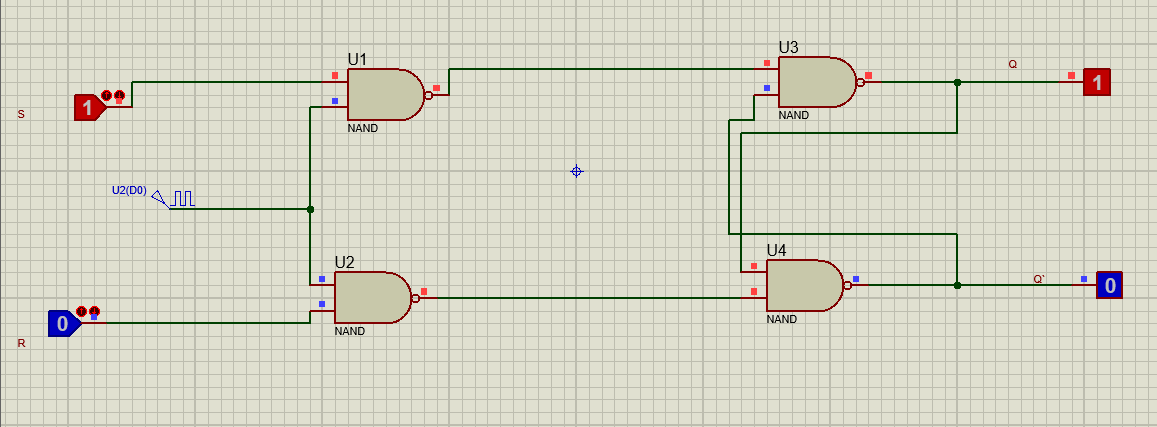 U1
NAND
1
S
U2(D0)
U2
NAND
0
R
U3
NAND
Q
1
U4
NAND
Q`
0